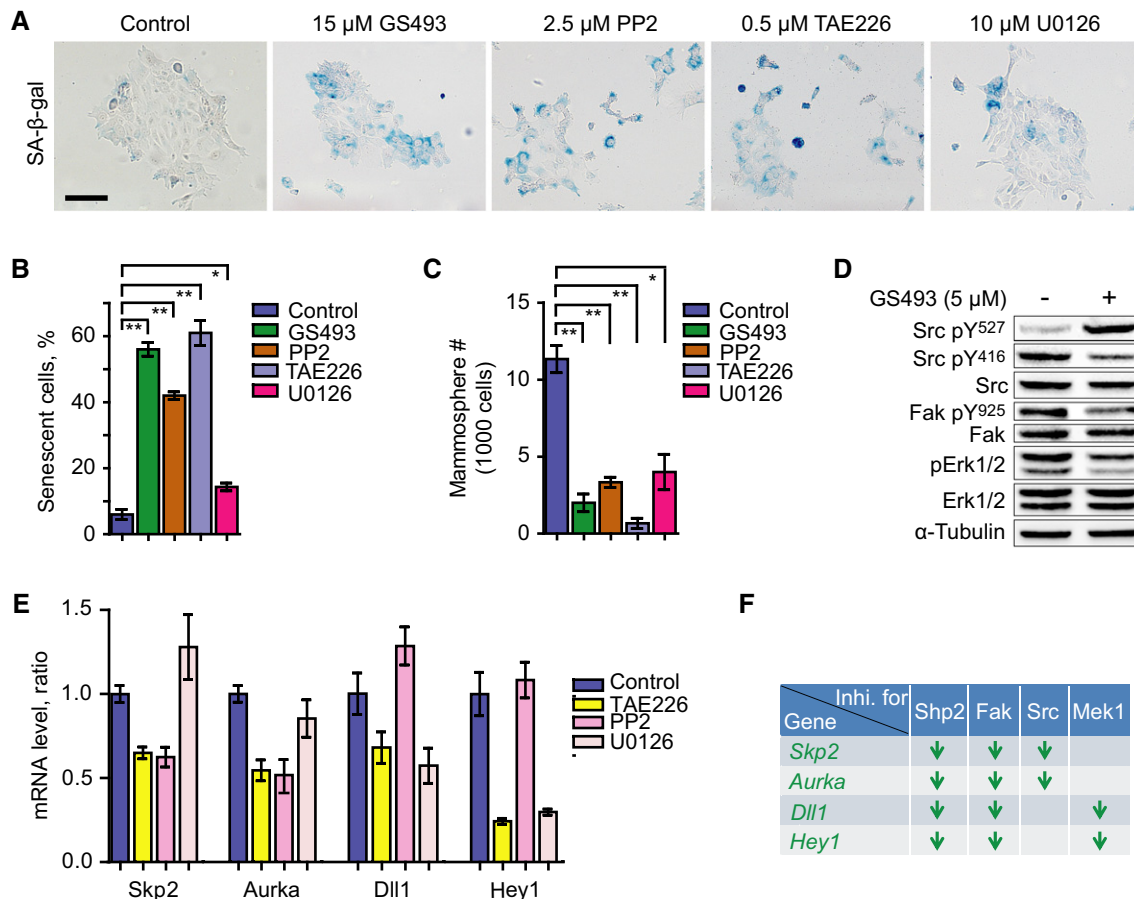 A
Control
15 µM GS493
2.5 µM PP2
0.5 µM TAE226
10 µM U0126
SA-β-gal
B
Senescent cells, %
60
40
20
0
**
**
**
*
Control
GS493
PP2
TAE226
U0126
C
Mammosphere #
(1000 cells)
15
10
5
0
**
**
**
*
Control
GS493
PP2
TAE226
U0126
D
GS493 (5 µM) - +
Src pY527
Src pY416
Src
Fak pY925
Fak
pErk1/2
Erk1/2
α-Tubulin
E
mRNA level, ratio
1.5
1.0
0.5
0.0
Skp2 Aurka Dll1 Hey1
Control
TAE226
PP2
U0126
F
Inhi. for
Gene
Shp2 Fak Src Mek1
Skp2 ↓ ↓ ↓
Aurka ↓ ↓ ↓
Dll1 ↓ ↓ ↓
Hey1 ↓ ↓ ↓